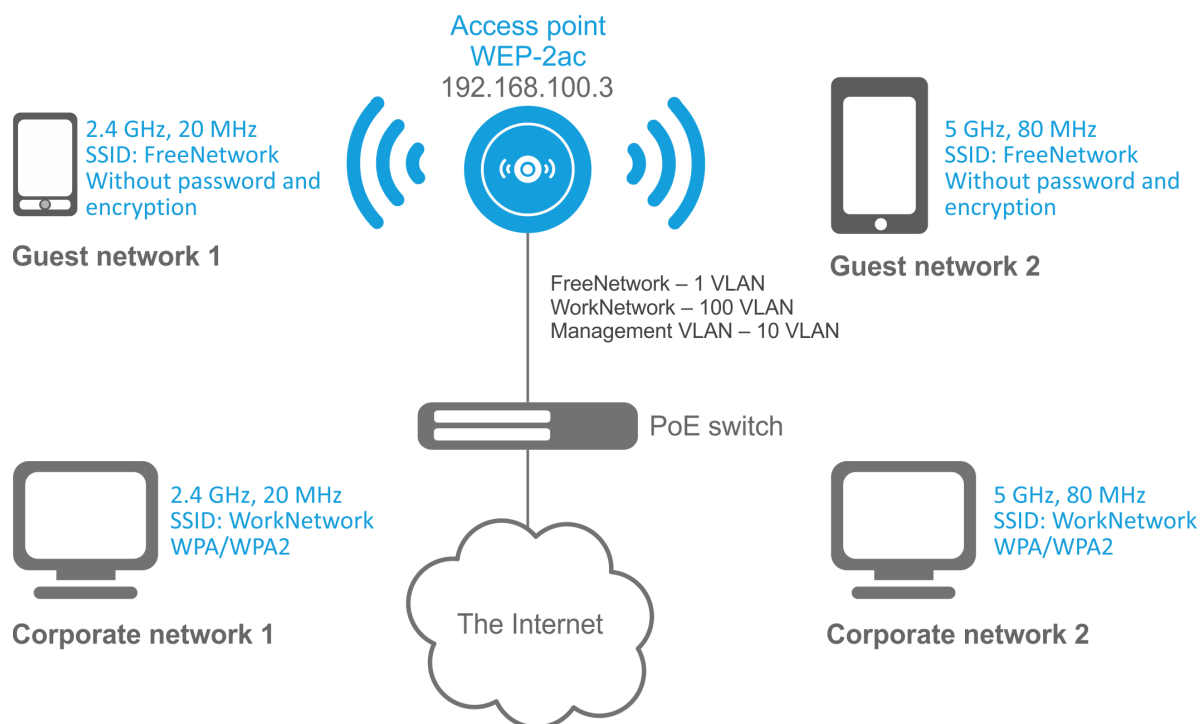 Access point
WEP-2ac
192.168.100.3
2.4 GHz, 20 MHz
SSID: FreeNetwork
Without password and
encryption
Guest network 1
5 GHz, 80 MHz
SSID: FreeNetwork
Without password and
encryption
Guest network 2
FreeNetwork – 1 VLAN
WorkNetwork – 100 VLAN
Management VLAN – 10 VLAN
PoE switch
2.4 GHz, 20 MHz
SSID: WorkNetwork
WPA/WPA2
Corporate network 1
The Internet
5 GHz, 80 MHz
SSID: WorkNetwork
WPA/WPA2
Corporate network 2